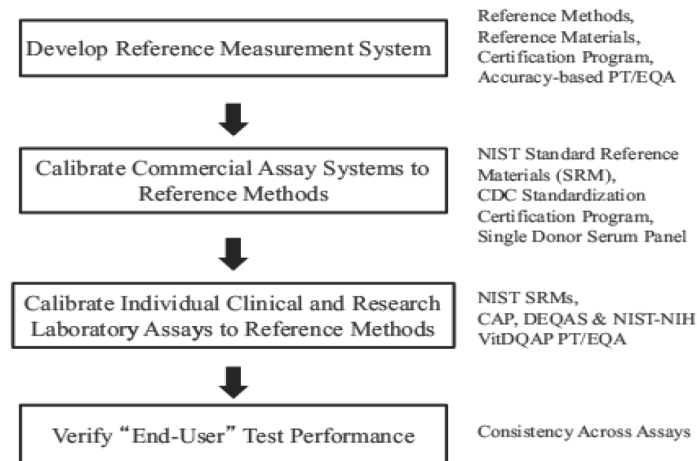 Develop Reference Measurement System
Reference Methods,
Reference Materials,
Certification Program,
Accuracy-based PT/EQA
Calibrate Commercial Assay Systems to
Reference Methods
NIST Standard Reference
Materials (SRM),
CDC Standardization
Certification Program,
Single Donor Serum Panel
Calibrate Individual Clinical and Research
Laboratory Assays to Reference Methods
NIST SRMs,
CAP, DEQAS & NIST-NIH
VitDQAP PT/EQA
Verify “End-User” Test Performance
Consistency Across Assays